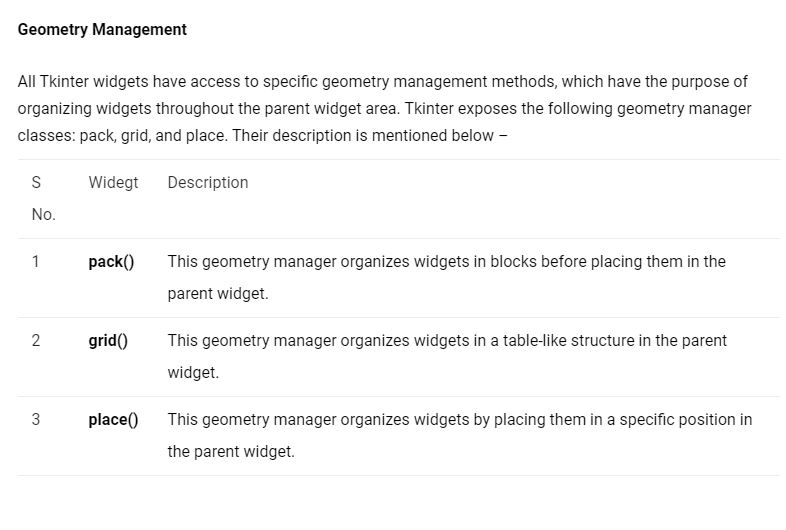 Geometry Management
All Tkinter widgets have access to specific geometry management methods, which have the purpose of
organizing widgets throughout the parent widget area. Tkinter exposes the following geometry manager
classes: pack, grid, and place. Their description is mentioned below –
S No. Widegt Description
1 pack() This geometry manager organizes widgets in blocks before placing them in the
parent widget.
2 grid() This geometry manager organizes widgets in a table-like structure in the parent
widget.
3 place() This geometry manager organizes widgets by placing them in a specific position in
the parent widget.